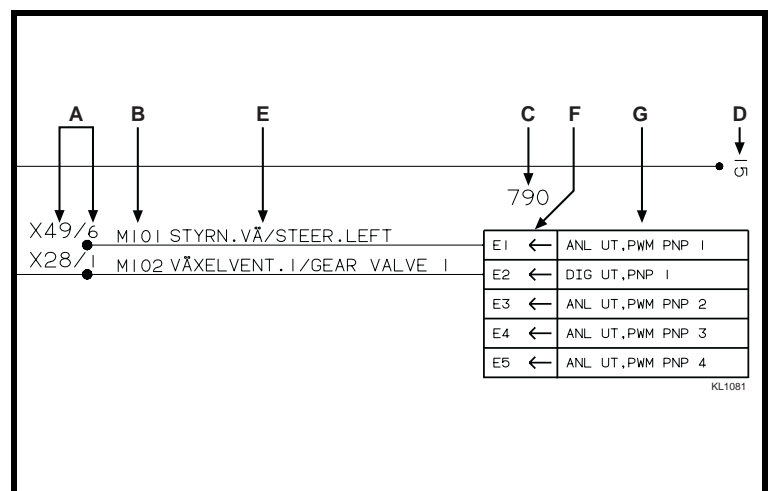 A B E C F G D
15
790
X49/6 M101 STYRN.VÄ/STEER.LEFT
X28/1 M102 VÄXELVENT.1/GEAR VALVE 1
E1 ← ANL UT,PWM PNP 1
E2 ← DIG UT,PNP 1
E3 ← ANL UT,PWM PNP 2
E4 ← ANL UT,PWM PNP 3
E5 ← ANL UT,PWM PNP 4
KL1081